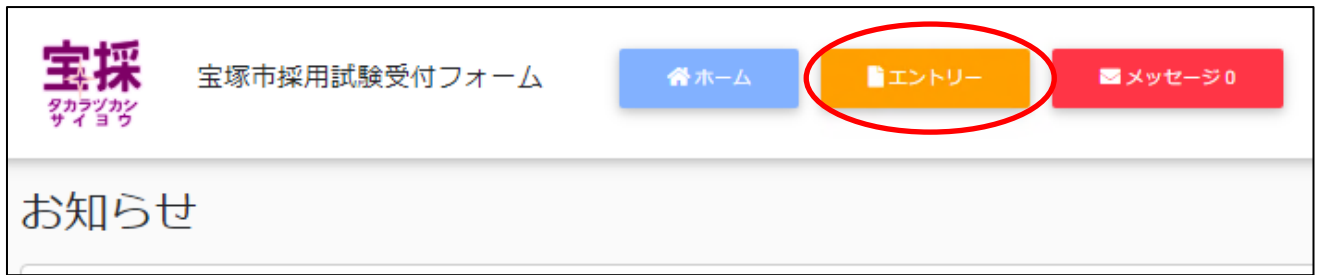 宝採
タカラヅカシ
サイヨウ
宝塚市採用試験受付フォーム
ホーム
エントリー
メッセージ 0
お知らせ